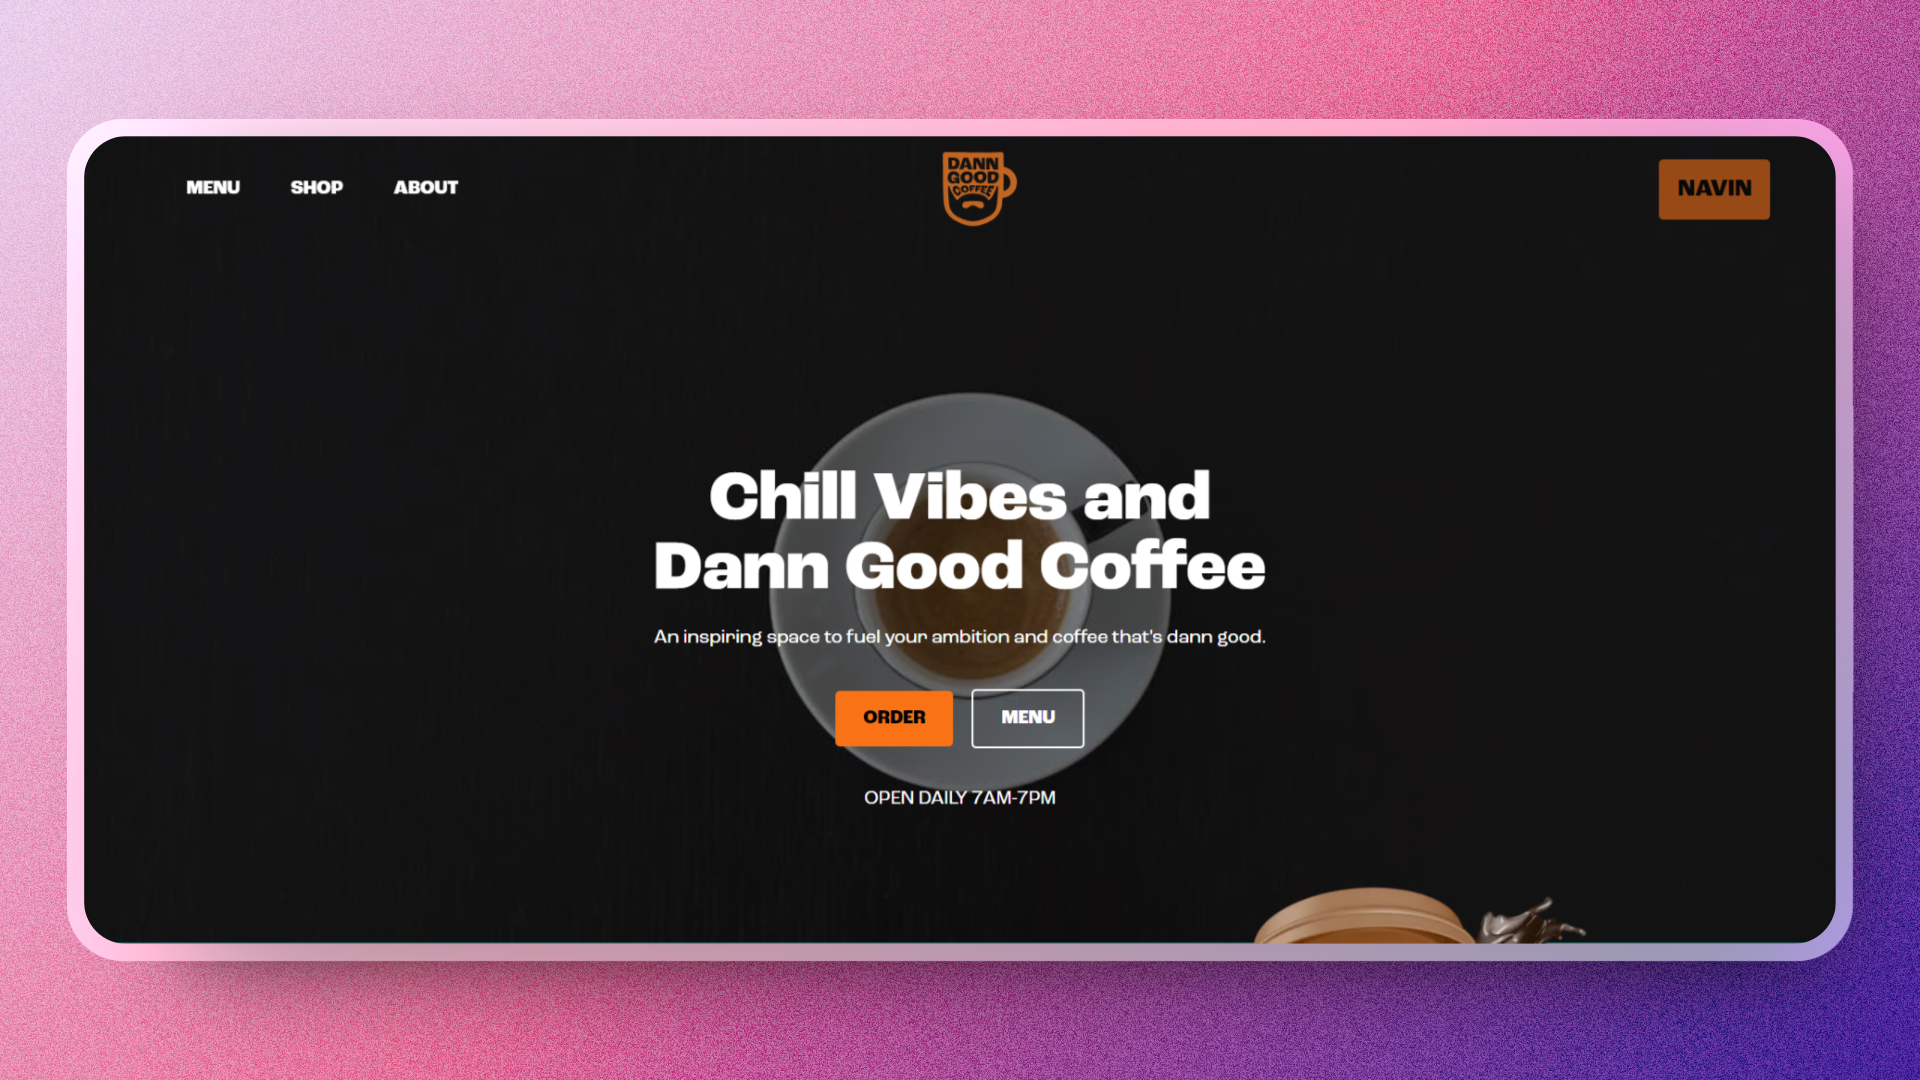 MENU SHOP ABOUT
DANN
GOOD
COFFEE
NAVIN
Chill Vibes and
Dann Good Coffee
An inspiring space to fuel your ambition and coffee that's dann good.
ORDER MENU
OPEN DAILY 7AM-7PM